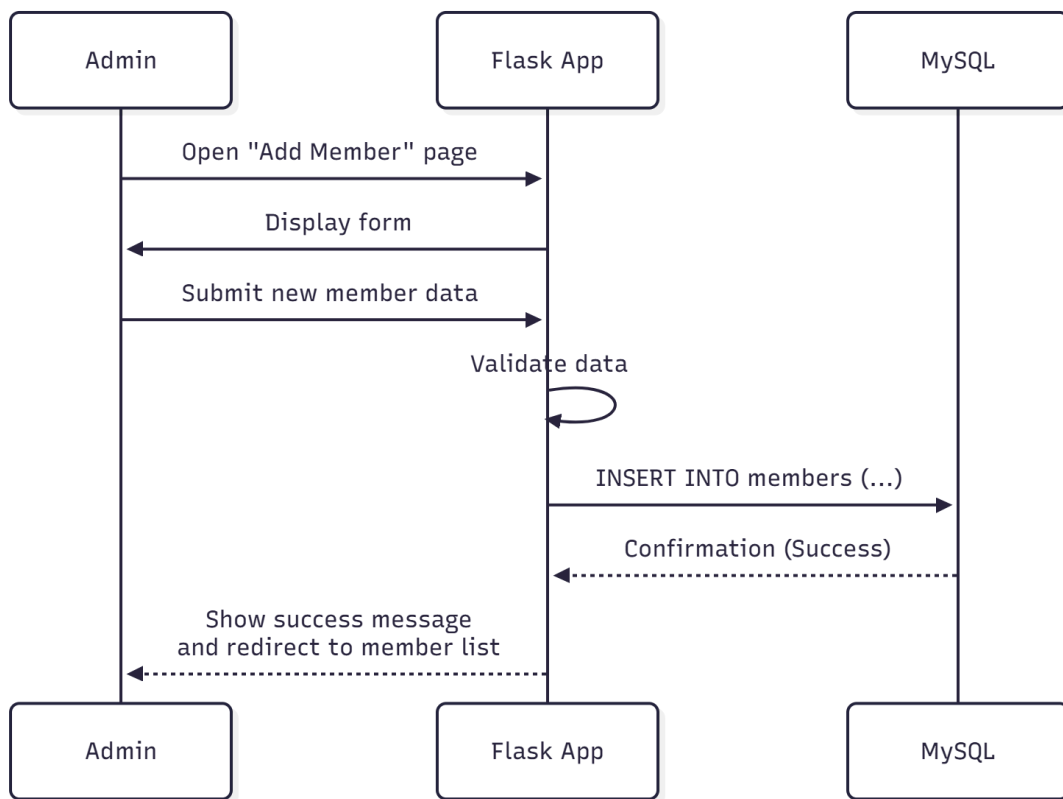 Admin
Flask App
MySQL
Open "Add Member" page
Display form
Submit new member data
Validate data
INSERT INTO members (...)
Confirmation (Success)
Show success message
and redirect to member list
Admin
Flask App
MySQL